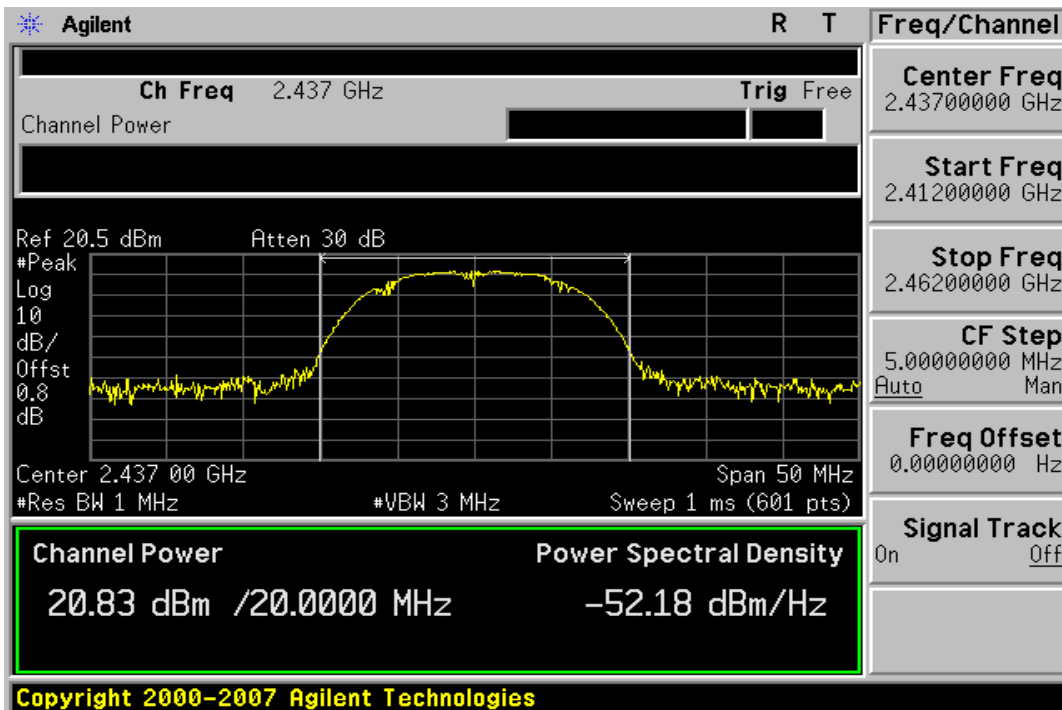 Agilent
R T
Freq/Channel
Ch Freq 2.437 GHz
Trig Free
Channel Power
Center Freq
2.43700000 GHz
Start Freq
2.41200000 GHz
Stop Freq
2.46200000 GHz
CF Step
5.00000000 MHz
Auto Man
Freq Offset
0.00000000 Hz
Signal Track
On Off
Ref 20.5 dBm
Atten 30 dB
#Peak
Log
10
dB/
Offst
0.8
dB
Center 2.437 00 GHz
Span 50 MHz
#Res BW 1 MHz
#VBW 3 MHz
Sweep 1 ms (601 pts)
Channel Power
Power Spectral Density
20.83 dBm /20.0000 MHz
-52.18 dBm/Hz
Copyright 2000-2007 Agilent Technologies